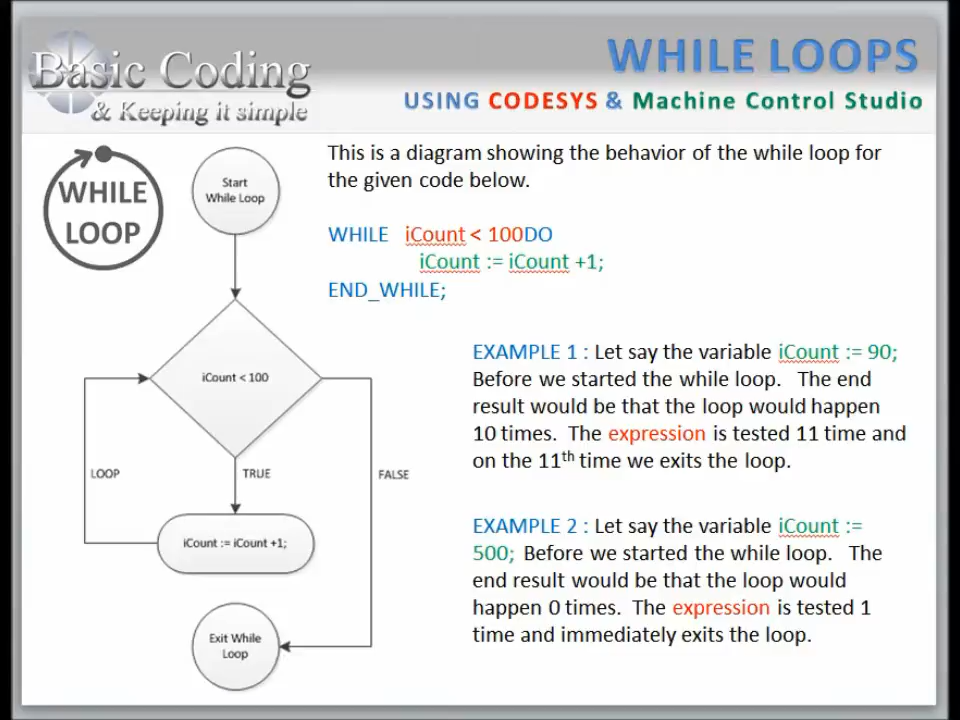 Basic Coding
& Keeping it simple
WHILE LOOPS
USING CODESYS & Machine Control Studio
WHILE
LOOP
Start
While Loop
iCount < 100
LOOP
TRUE
FALSE
iCount := iCount +1;
Exit While
Loop
This is a diagram showing the behavior of the while loop for
the given code below.
WHILE iCount < 100DO
iCount := iCount +1;
END_WHILE;
EXAMPLE 1 : Let say the variable iCount := 90;
Before we started the while loop. The end
result would be that the loop would happen
10 times. The expression is tested 11 time and
on the 11th time we exits the loop.
EXAMPLE 2 : Let say the variable iCount :=
500; Before we started the while loop. The
end result would be that the loop would
happen 0 times. The expression is tested 1
time and immediately exits the loop.